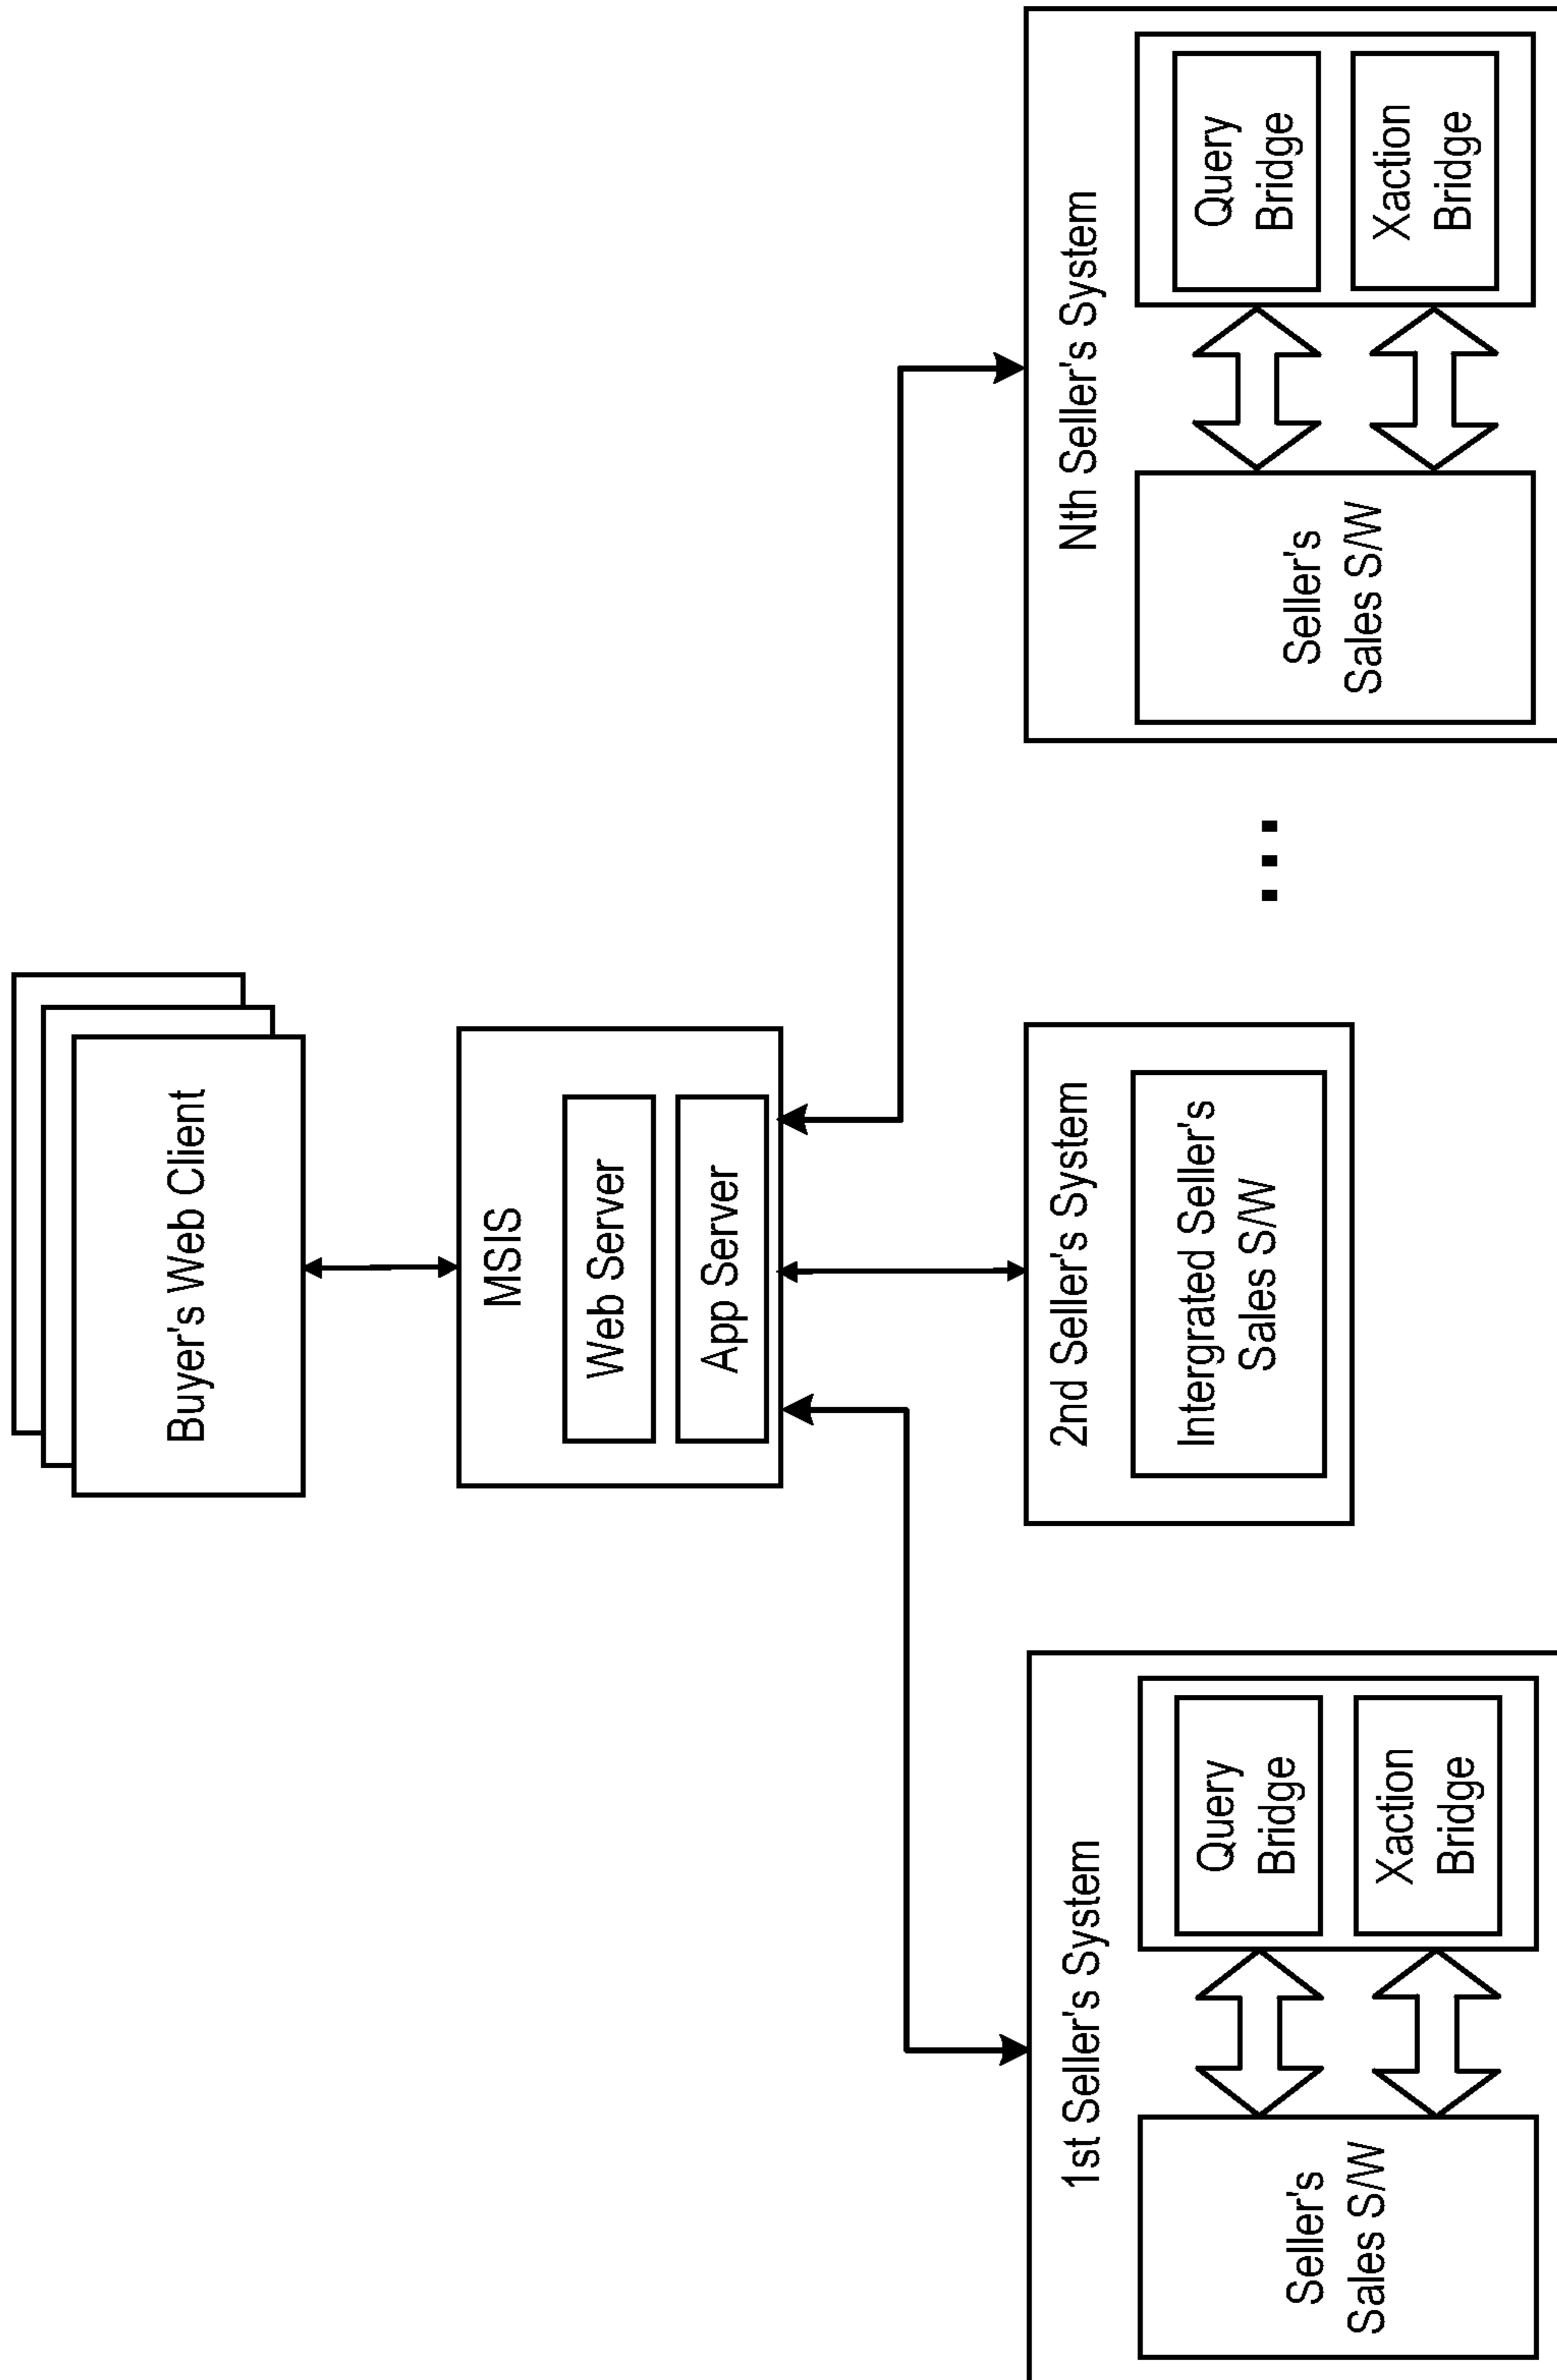 Buyer's Web Client
MSIS
Web Server
App Server
1st Seller's System
Seller's
Sales S/W
Query
Bridge
Xaction
Bridge
2nd Seller's System
Intergrated Seller's
Sales S/W
...
Nth Seller's System
Seller's
Sales S/W
Query
Bridge
Xaction
Bridge